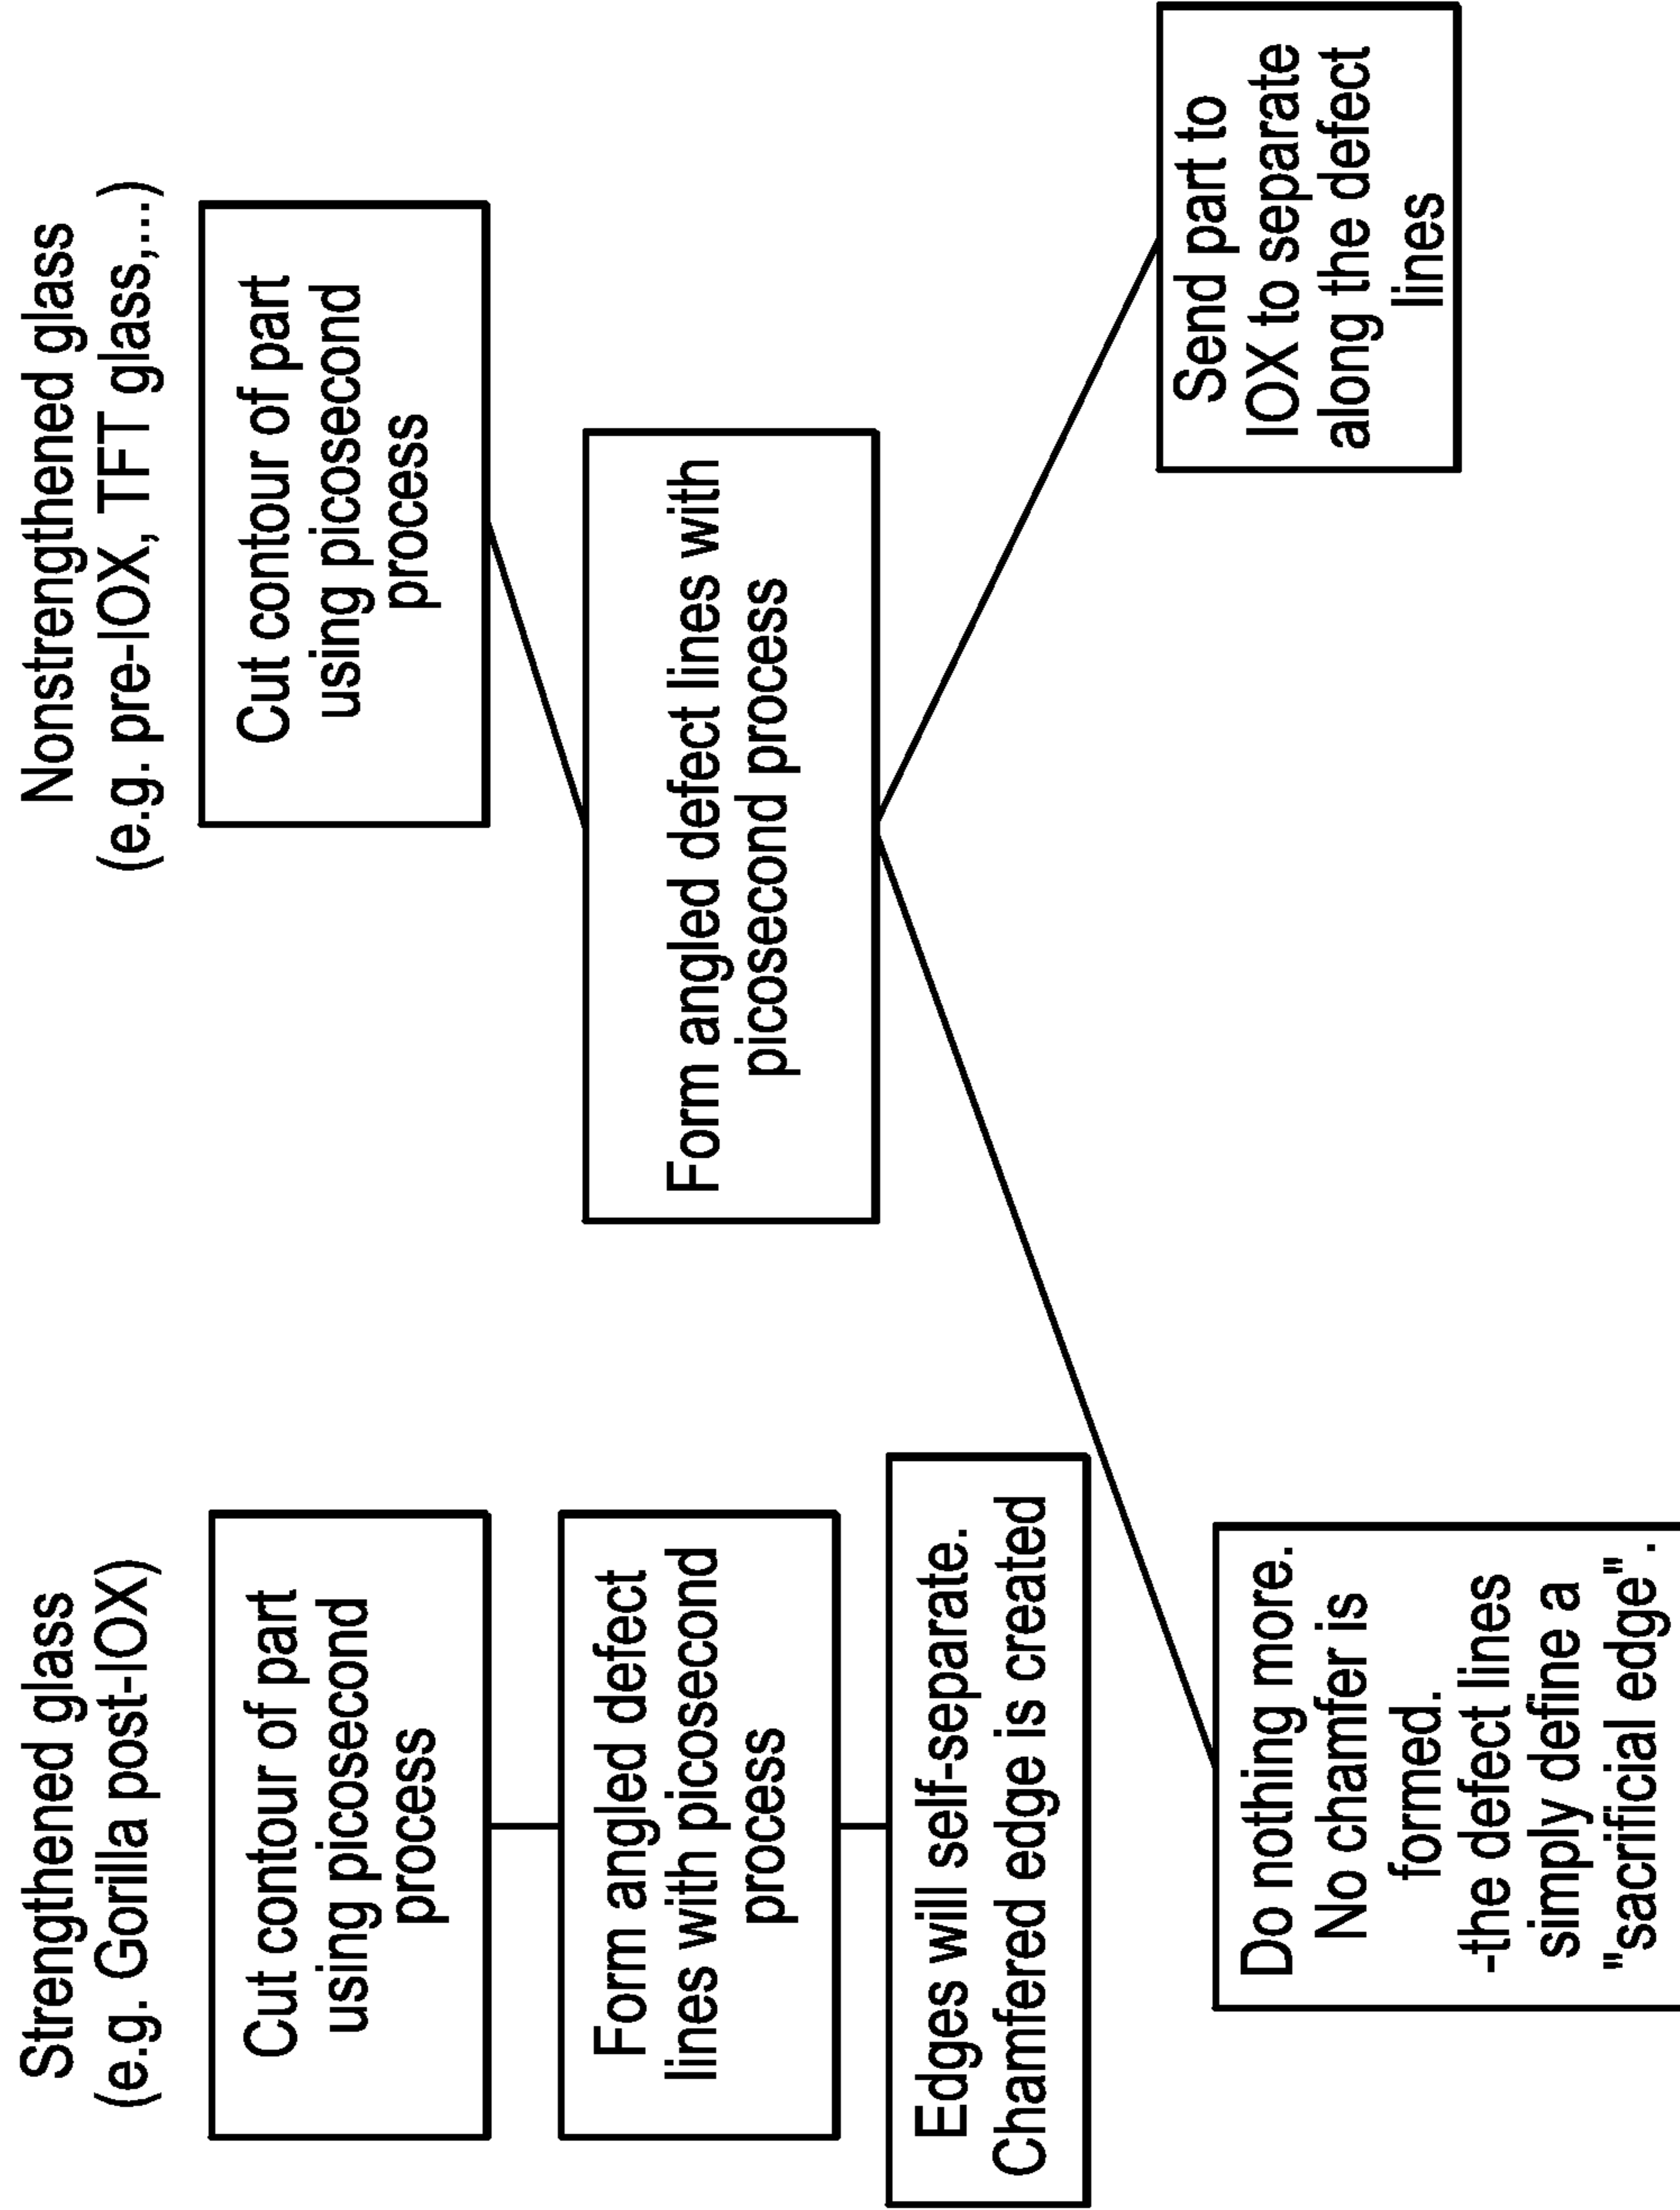 Strengthened glass
(e.g. Gorilla post-IOX)
Cut contour of part
using picosecond
process
Form angled defect
lines with picosecond
process
Edges will self-separate.
Chamfered edge is created
Nonstrengthened glass
(e.g. pre-IOX, TFT glass,...)
Cut contour of part
using picosecond
process
Form angled defect lines with
picosecond process
Do nothing more.
No chamfer is
formed.
-the defect lines
simply define a
"sacrificial edge".
Send part to
IOX to separate
along the defect
lines